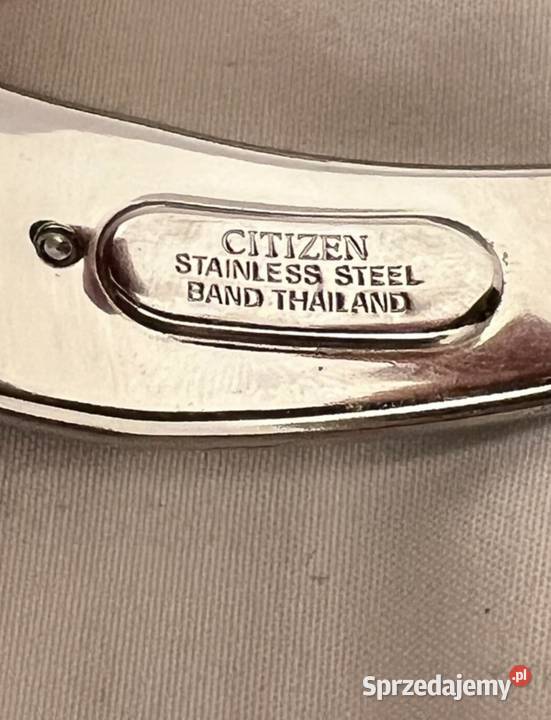 CITIZEN
STAINLESS STEEL
BAND THAILAND
Sprzedajemy.pl